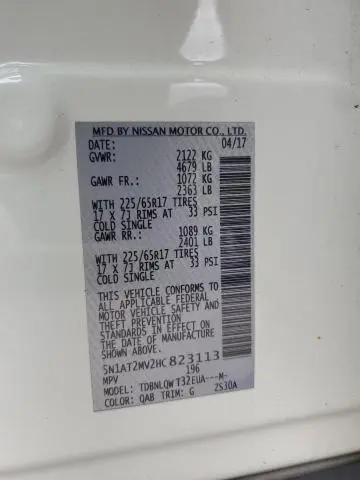 MFD BY NISSAN MOTOR CO., LTD.
DATE: 04/17
GVWR: 2122 KG
4679 LB
GAWR FR.: 1072 KG
2363 LB
WITH 225/65R17 TIRES
17 X 7J RIMS AT 33 PSI
COLD SINGLE
GAWR RR.: 1089 KG
2401 LB
WITH 225/65R17 TIRES
17 X 7J RIMS AT 33 PSI
COLD SINGLE
THIS VEHICLE CONFORMS TO
ALL APPLICABLE FEDERAL
MOTOR VEHICLE SAFETY
AND THEFT PREVENTION
STANDARDS IN EFFECT ON
THE DATE OF MANUFACTURE
SHOWN ABOVE.
5N1AT2MV2HC823113
MPV 196
MODEL: TDBNLQW T32EUA---M-
COLOR: QAB TRIM: G 2S30A